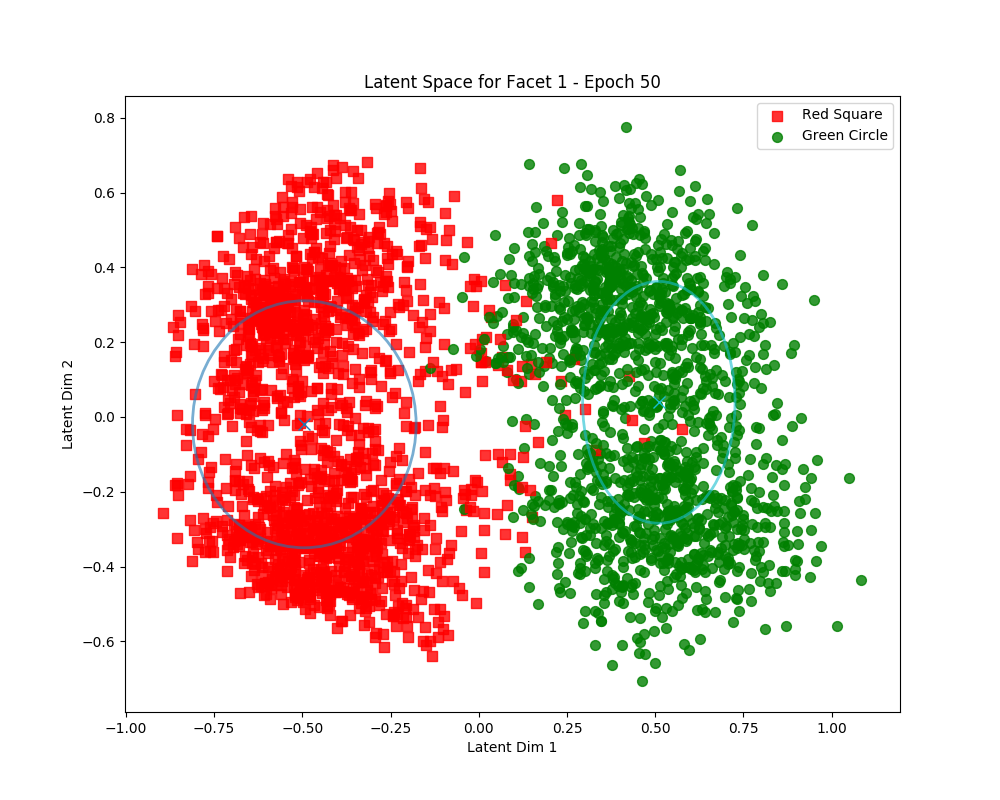 Latent Space for Facet 1 - Epoch 50
Red Square
Green Circle
Latent Dim 2
0.8
0.6
0.4
0.2
0.0
−0.2
−0.4
−0.6
−1.00 −0.75 −0.50 −0.25 0.00 0.25 0.50 0.75 1.00
Latent Dim 1